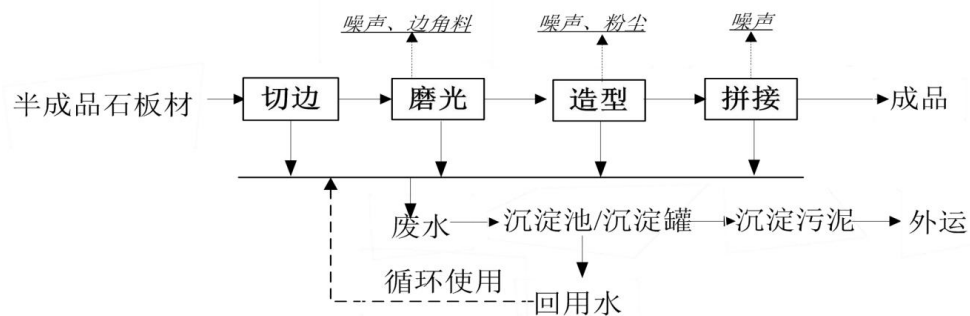 噪声、边角料
噪声、粉尘
噪声
半成品石板材
切边
磨光
造型
拼接
成品
废水
沉淀池/沉淀罐
沉淀污泥
外运
循环使用
回用水